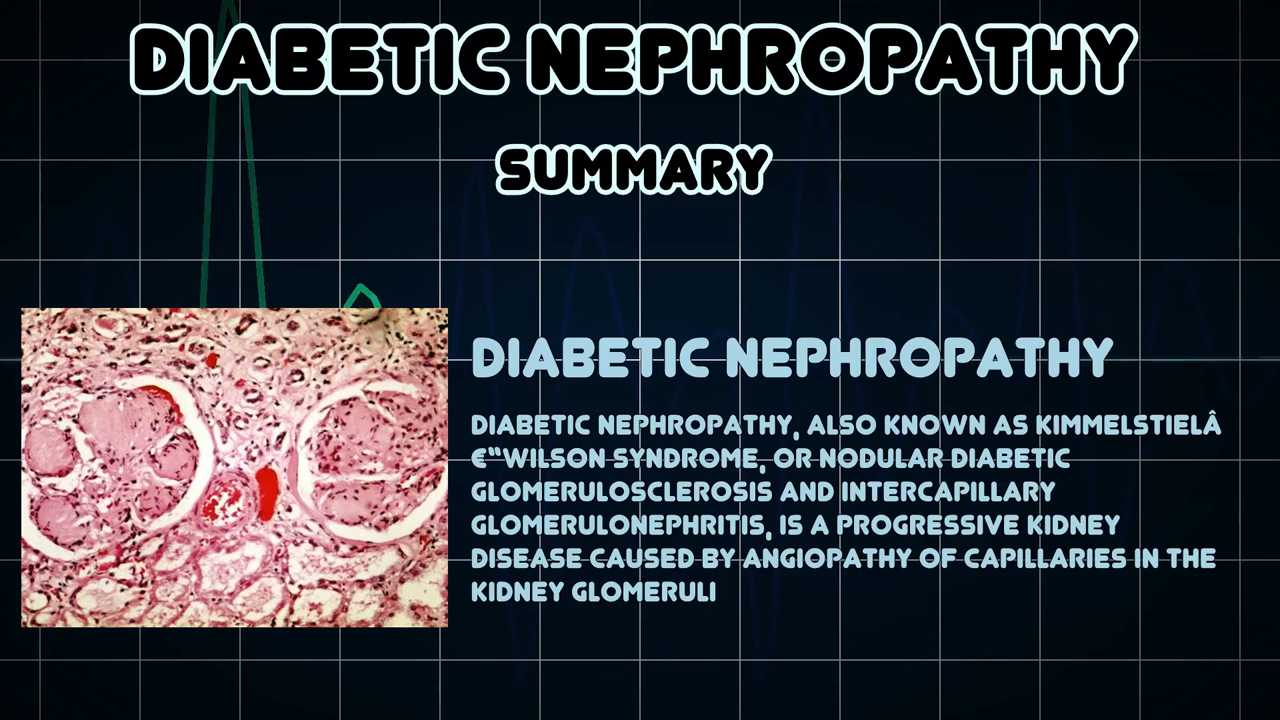 DIABETIC NEPHROPATHY
SUMMARY
DIABETIC NEPHROPATHY
DIABETIC NEPHROPATHY, ALSO KNOWN AS KIMMELSTIELÂ
€“WILSON SYNDROME, OR NODULAR DIABETIC
GLOMERULOSCLEROSIS AND INTERCAPILLARY
GLOMERULONEPHRITIS, IS A PROGRESSIVE KIDNEY
DISEASE CAUSED BY ANGIOPATHY OF CAPILLARIES IN THE
KIDNEY GLOMERULI